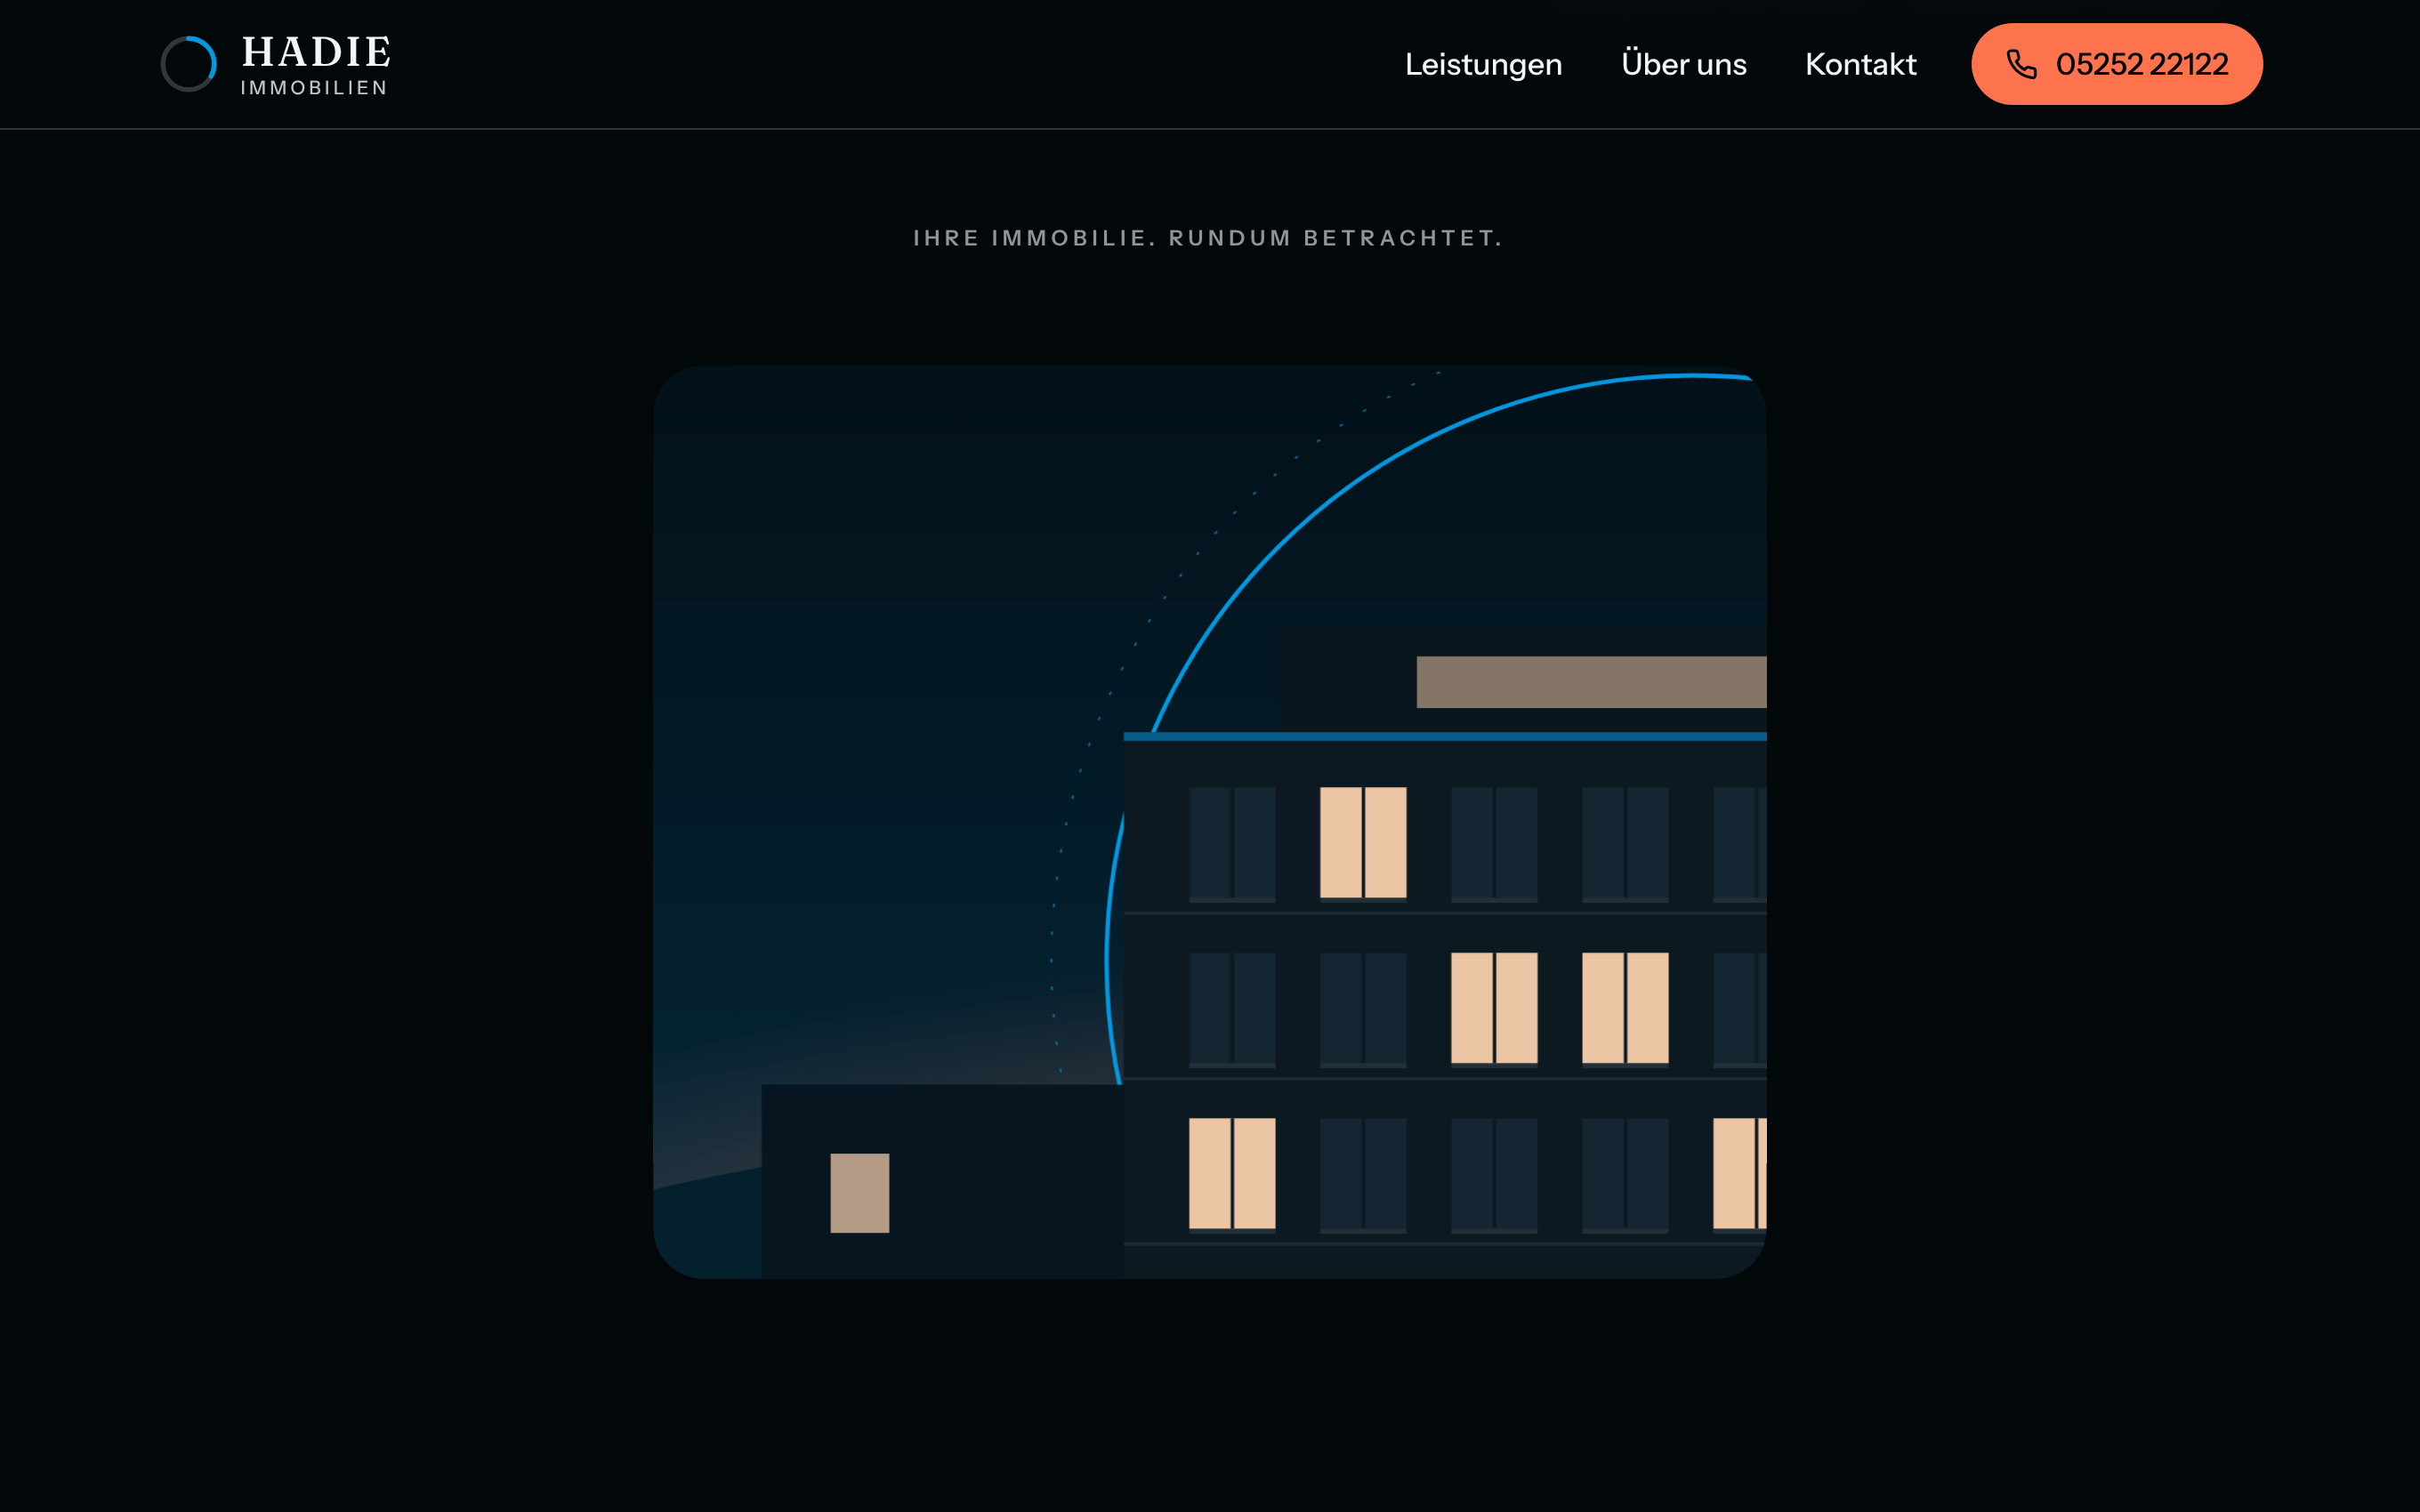 HADIE
IMMOBILIEN
Leistungen
Über uns
Kontakt
05252 22122
IHRE IMMOBILIE. RUNDUM BETRACHTET.